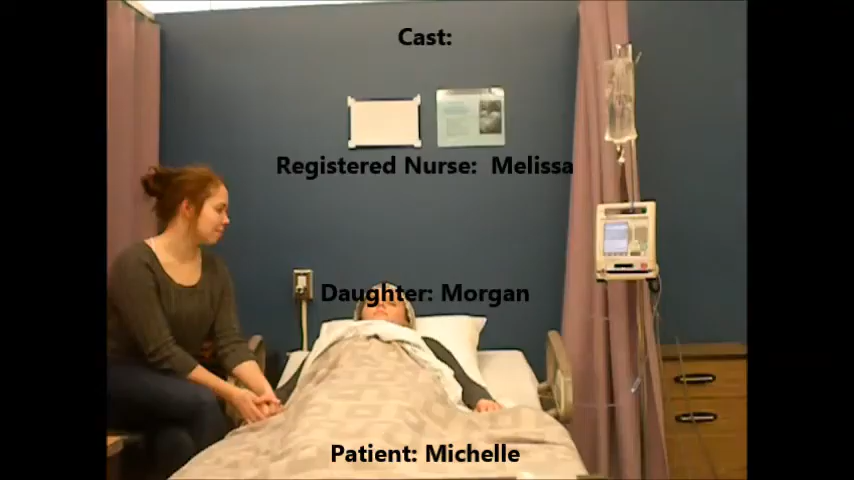 Cast:
Registered Nurse:  Melissa
Daughter: Morgan
Patient: Michelle